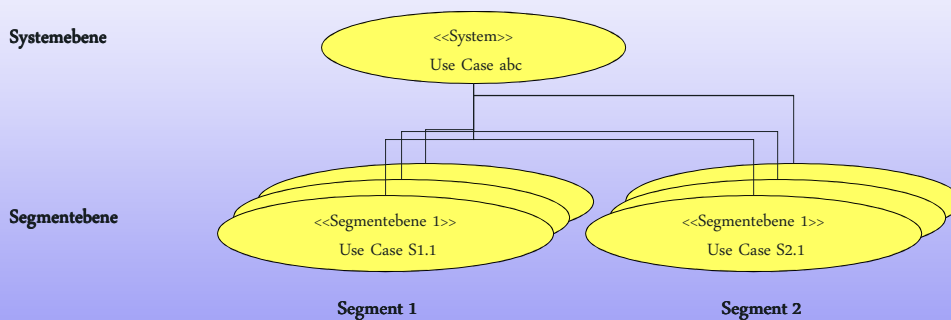 Systemebene
<<System>>
Use Case abc
Segmentebene
<<Segmentebene 1>>
Use Case S1.1
<<Segmentebene 1>>
Use Case S2.1
Segment 1
Segment 2